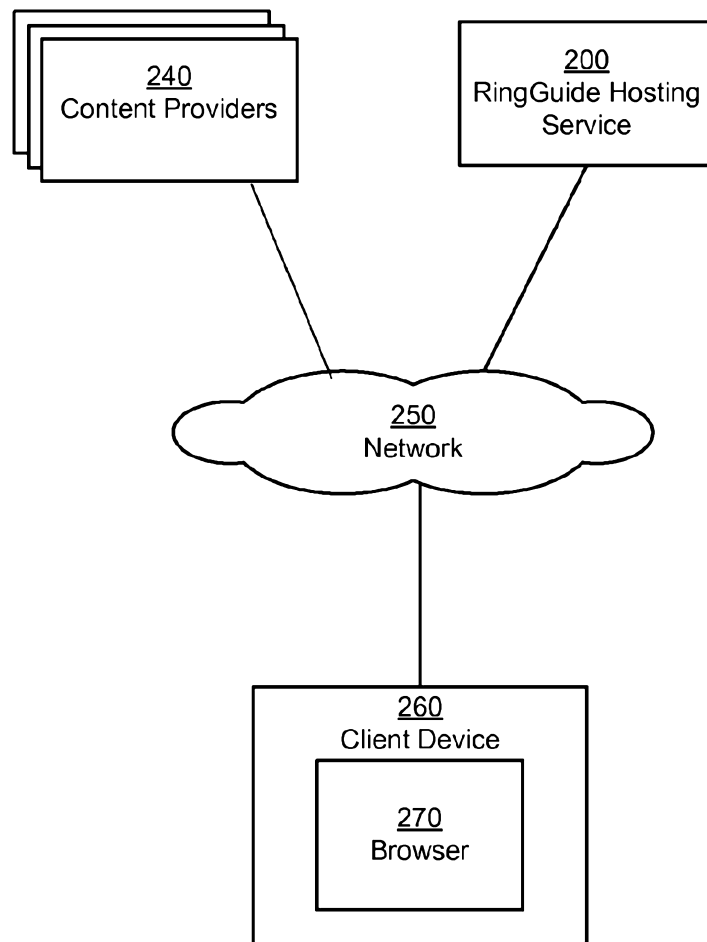 240
Content Providers
200
RingGuide Hosting
Service
250
Network
260
Client Device
270
Browser